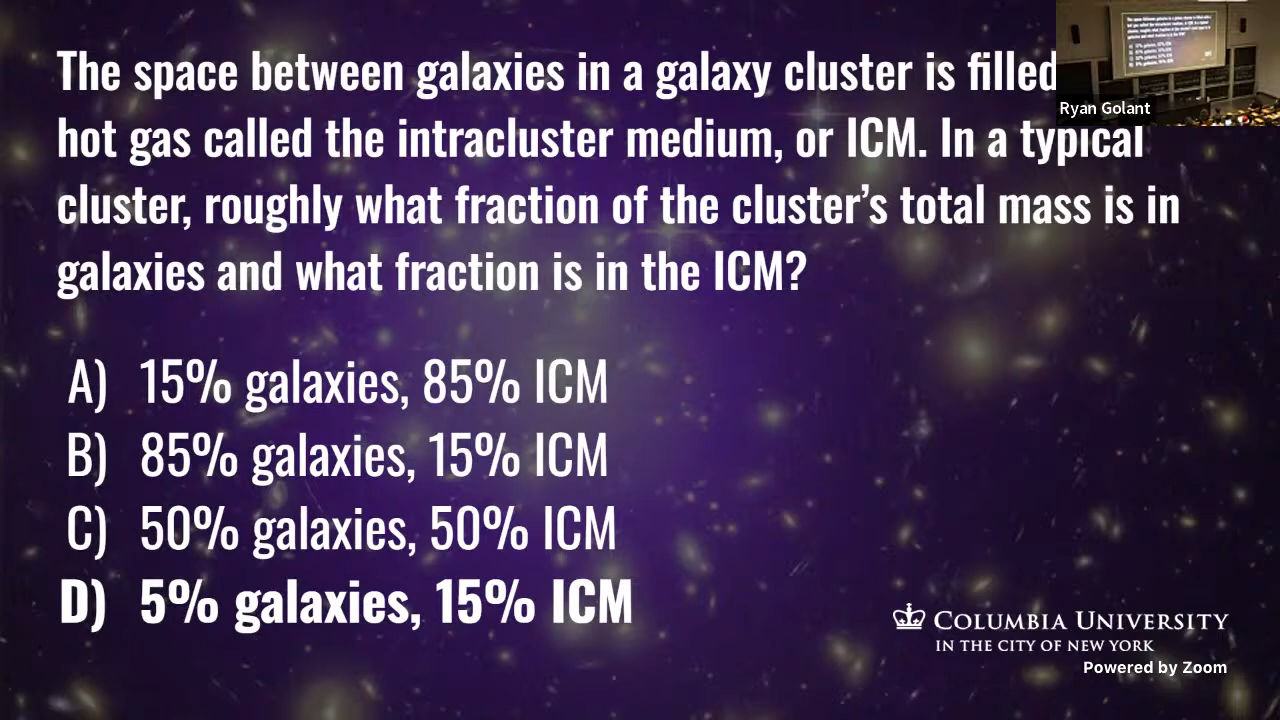 The space between galaxies in a galaxy cluster is filled
hot gas called the intracluster medium, or ICM. In a typical
cluster, roughly what fraction of the cluster’s total mass is in
galaxies and what fraction is in the ICM?
A) 15% galaxies, 85% ICM
B) 85% galaxies, 15% ICM
C) 50% galaxies, 50% ICM
D) 5% galaxies, 15% ICM
Ryan Golant
COLUMBIA UNIVERSITY
IN THE CITY OF NEW YORK
Powered by Zoom